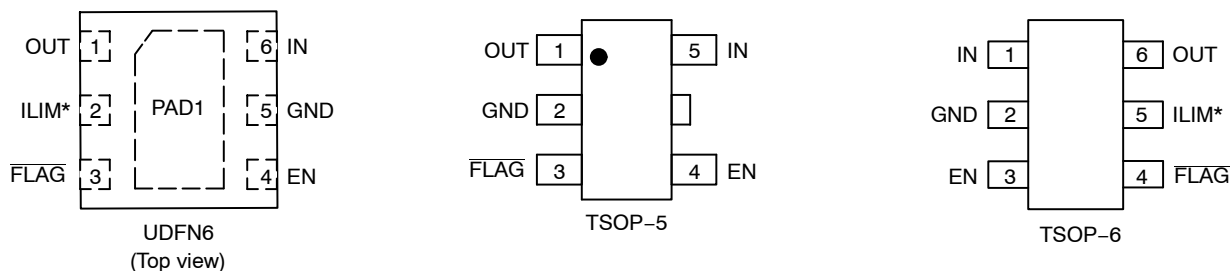 OUT 1 6 IN
ILIM* 2 PAD1 5 GND
FLAG 3 4 EN
UDFN6
(Top view)
OUT 1 5 IN
GND 2
FLAG 3 4 EN
TSOP−5
IN 1 6 OUT
GND 2 5 ILIM*
EN 3 4 FLAG
TSOP−6